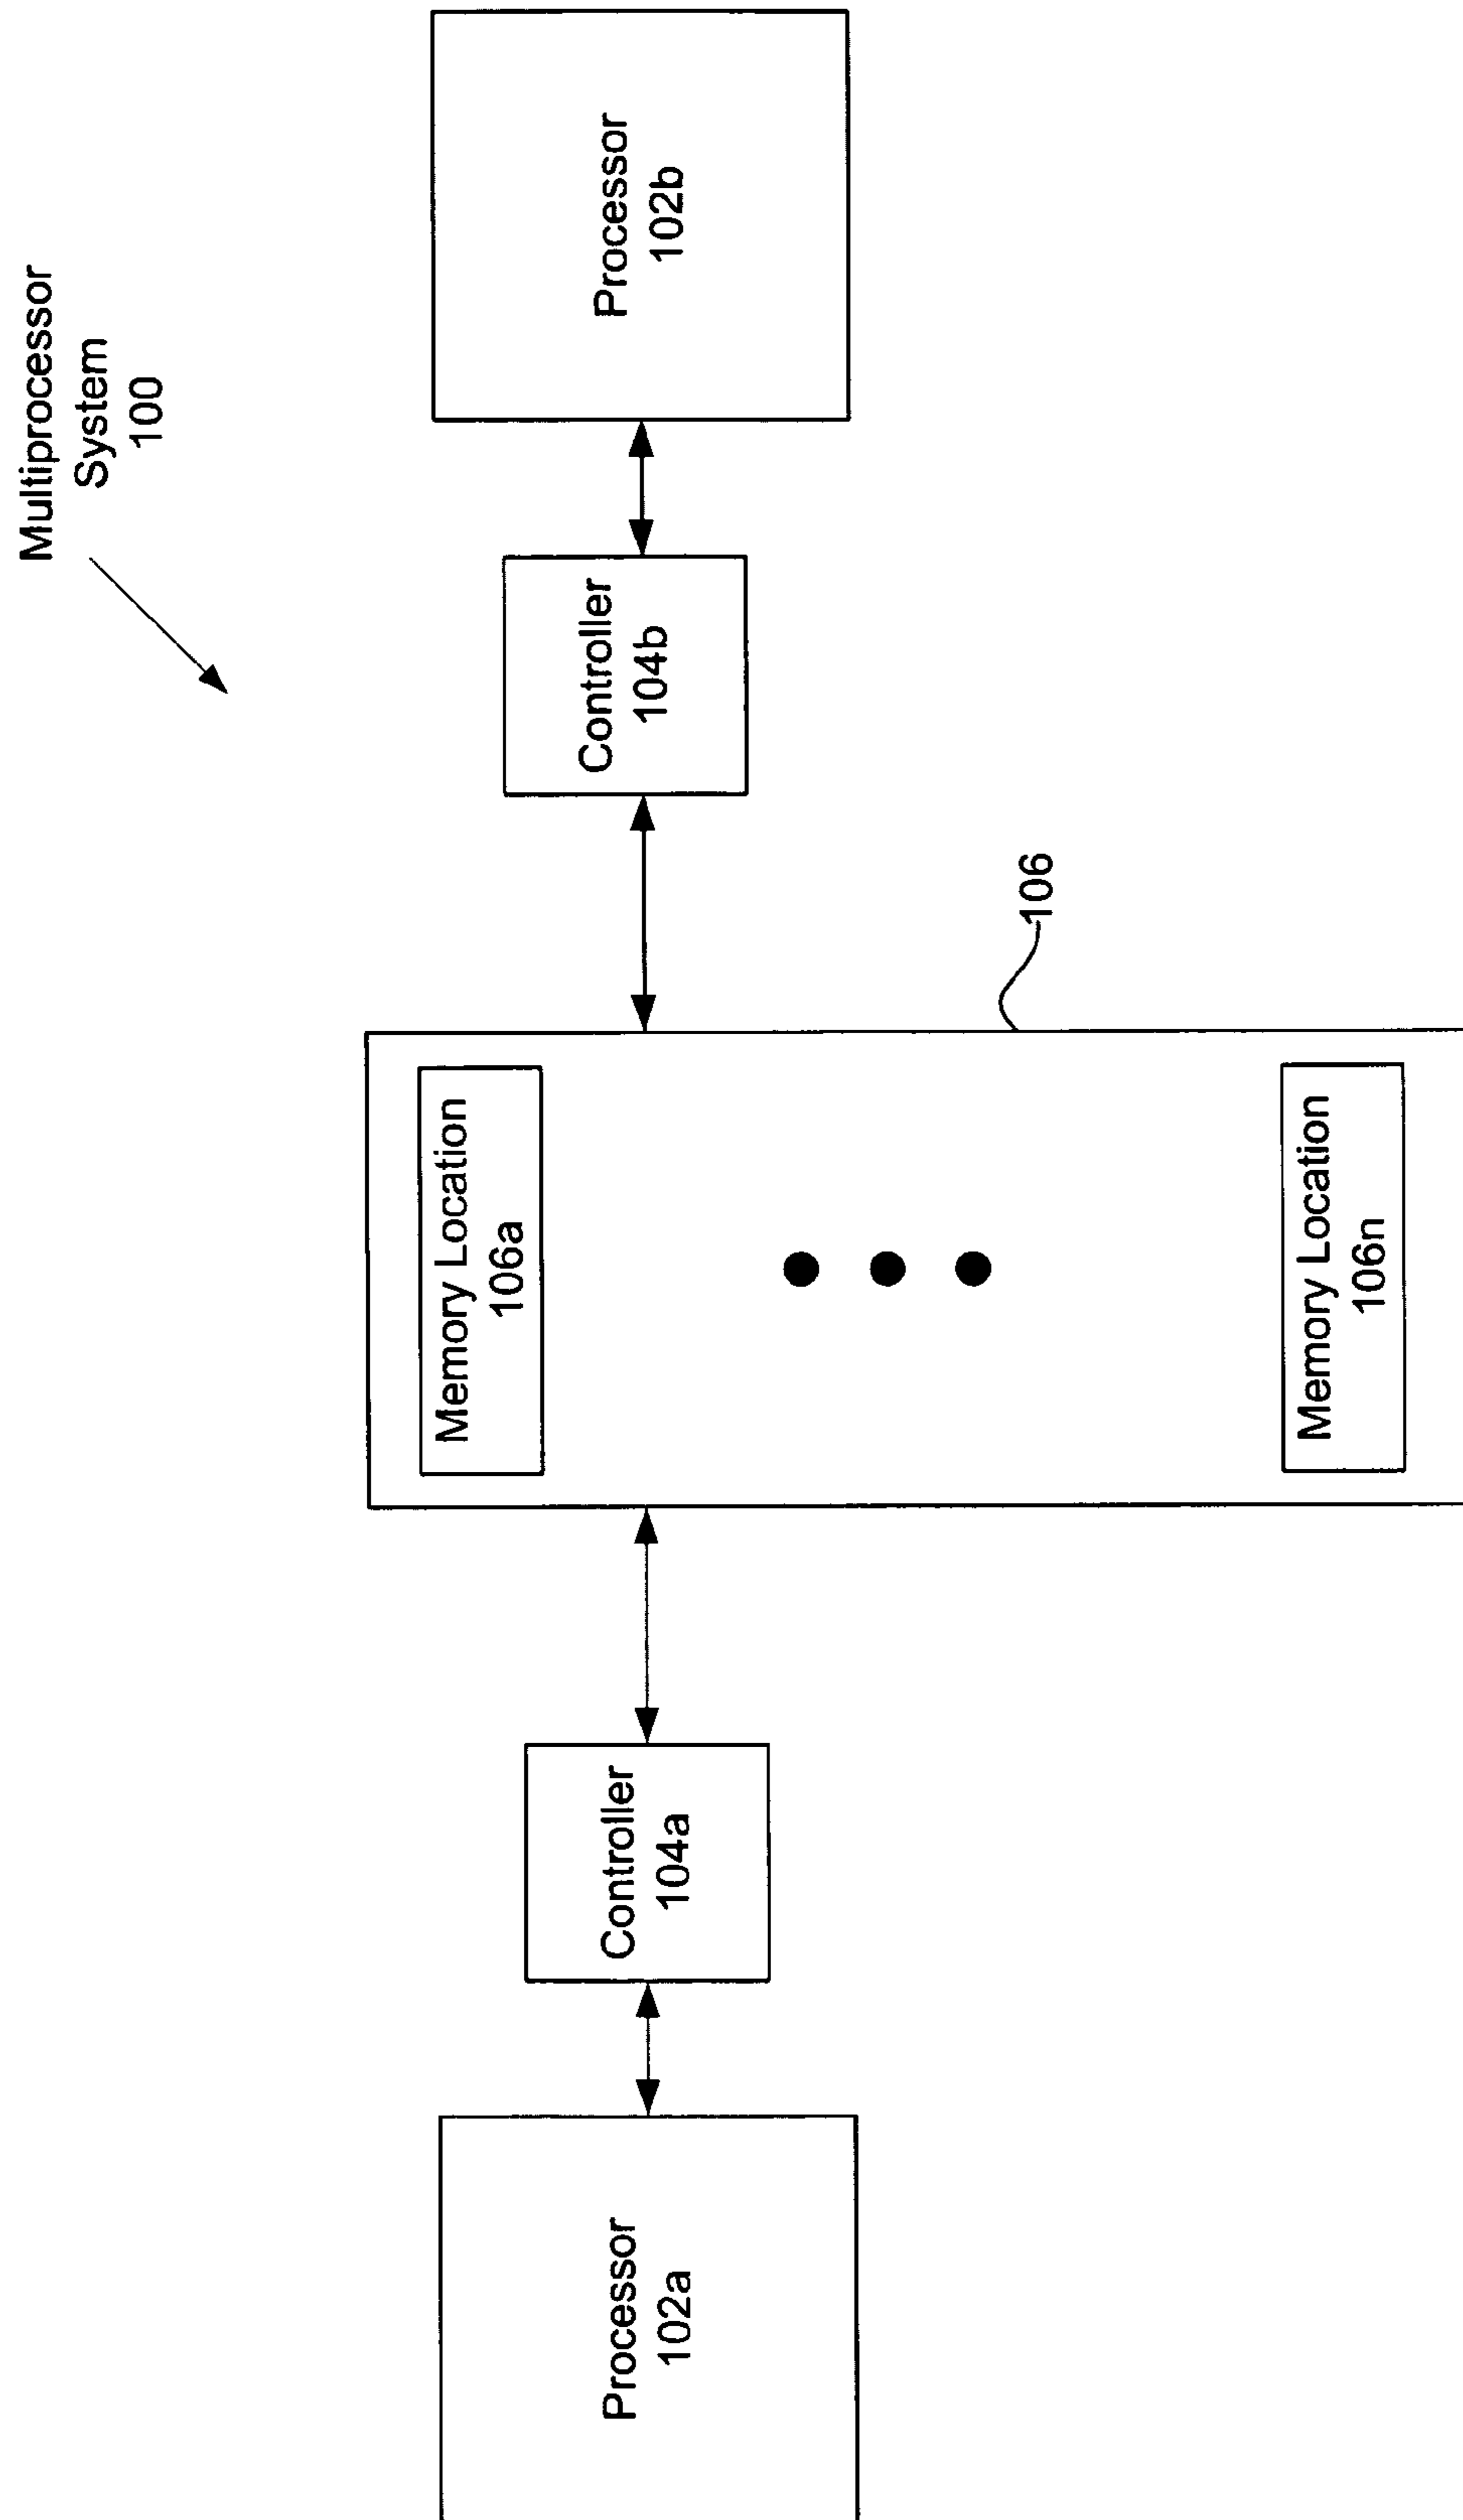 Multiprocessor
System
100
Processor
102a
Controller
104a
Memory Location
106a
Memory Location
106n
106
Controller
104b
Processor
102b